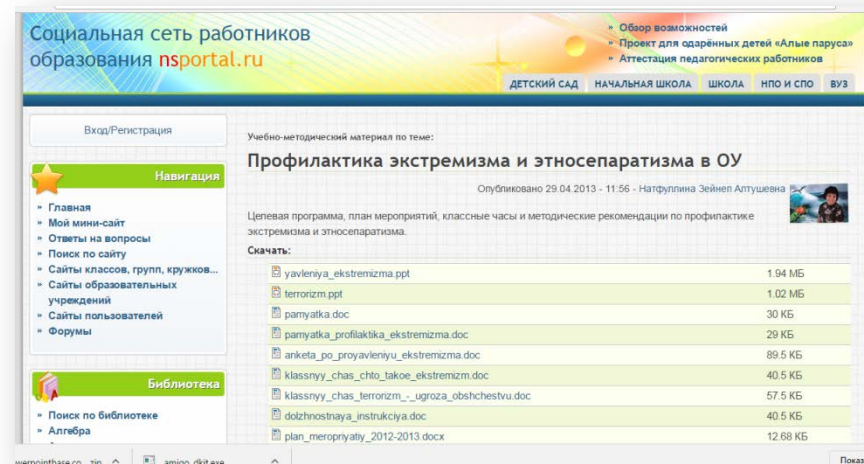 Социальная сеть работников
образования nsportal.ru
» Обзор возможностей
» Проект для одарённых детей «Алые паруса»
» Аттестация педагогических работников
ДЕТСКИЙ САД НАЧАЛЬНАЯ ШКОЛА ШКОЛА НПО И СПО ВУЗ
Вход/Регистрация
Навигация
» Главная
» Мой мини-сайт
» Ответы на вопросы
» Поиск по сайту
» Сайты классов, групп, кружков...
» Сайты образовательных
учреждений
» Сайты пользователей
» Форумы
Библиотека
» Поиск по библиотеке
» Алгебра
Учебно-методический материал по теме:
Профилактика экстремизма и этносепаратизма в ОУ
Опубликовано 29.04.2013 - 11:56 - Натфуллина Зейнеп Алтушевна
Целевая программа, план мероприятий, классные часы и методические рекомендации по профилактике
экстремизма и этносепаратизма.
Скачать:
yavleniya_ekstremizma.ppt 1.94 МБ
terrorizm.ppt 1.02 МБ
pamyatka.doc 30 КБ
pamyatka_profilaktika_ekstremizma.doc 29 КБ
anketa_po_proyavleniyu_ekstremizma.doc 89.5 КБ
klassnyy_chas_chto_takoe_ekstremizm.doc 40.5 КБ
klassnyy_chas_terrorizm_-_ugroza_obshchestvu.doc 57.5 КБ
dolzhnostnaya_instrukciya.doc 40.5 КБ
plan_meropriyatiy_2012-2013.docx 12.68 КБ
amigo_dkit.exe